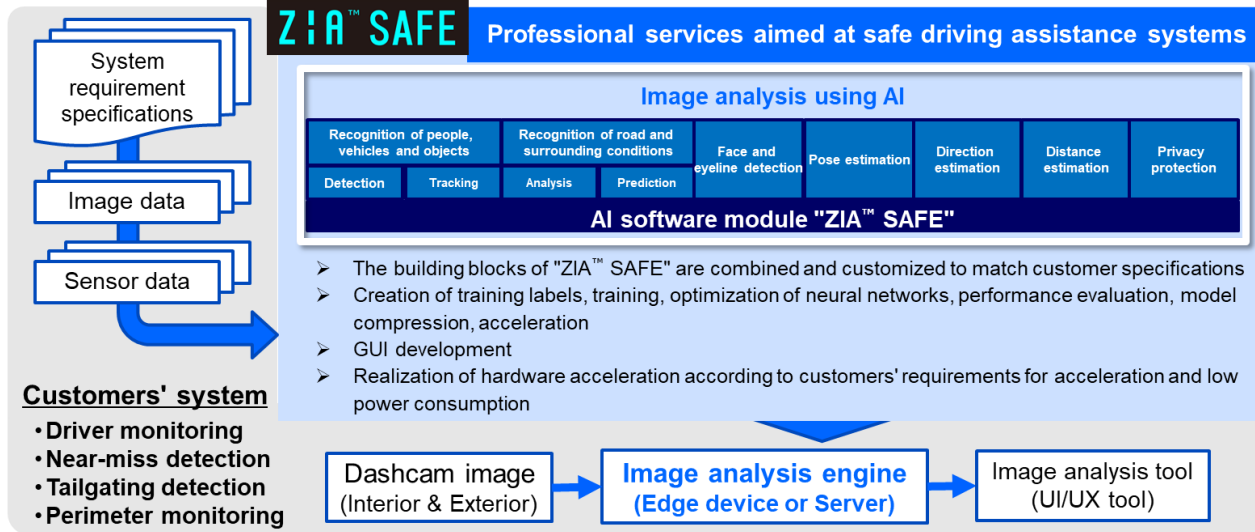 ZIA™ SAFE
Professional services aimed at safe driving assistance systems
System
requirement
specifications
Image data
Sensor data
Image analysis using AI
Recognition of people,
vehicles and objects
Detection
Tracking
Recognition of road and
surrounding conditions
Analysis
Prediction
Face and
eyeline detection
Pose estimation
Direction
estimation
Distance
estimation
Privacy
protection
AI software module "ZIA™ SAFE"
➢ The building blocks of "ZIA™ SAFE" are combined and customized to match customer specifications
➢ Creation of training labels, training, optimization of neural networks, performance evaluation, model
compression, acceleration
➢ GUI development
➢ Realization of hardware acceleration according to customers' requirements for acceleration and low
power consumption
Customers' system
・Driver monitoring
・Near-miss detection
・Tailgating detection
・Perimeter monitoring
Dashcam image
(Interior & Exterior)
Image analysis engine
(Edge device or Server)
Image analysis tool
(UI/UX tool)